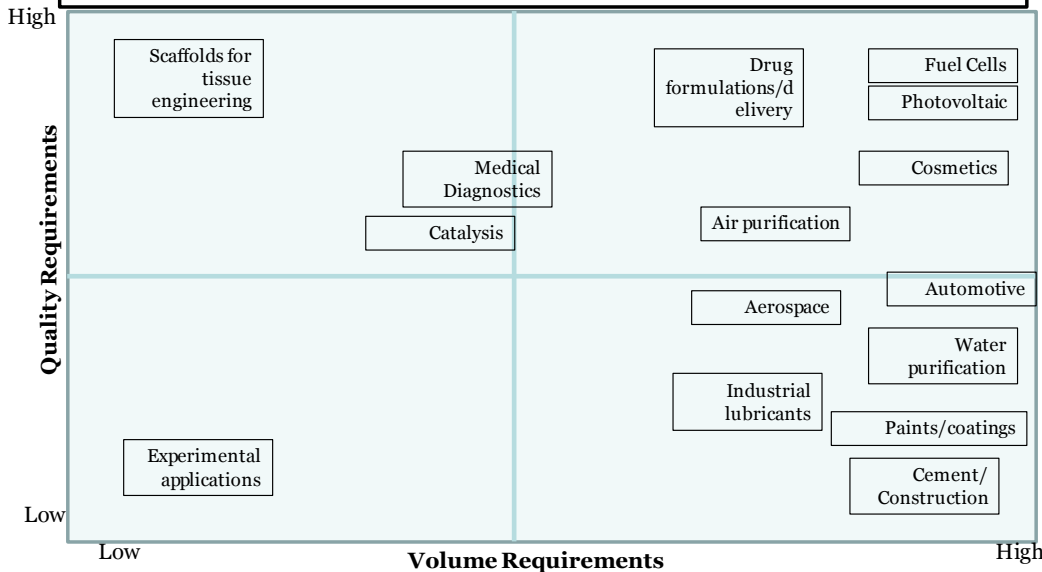 High
Scaffolds for
tissue
engineering
Drug
formulations/d
elivery
Fuel Cells
Photovoltaic
Medical
Diagnostics
Cosmetics
Catalysis
Air purification
Quality Requirements
Automotive
Aerospace
Water
purification
Industrial
lubricants
Paints/coatings
Experimental
applications
Cement/
Construction
Low
Low
Volume Requirements
High